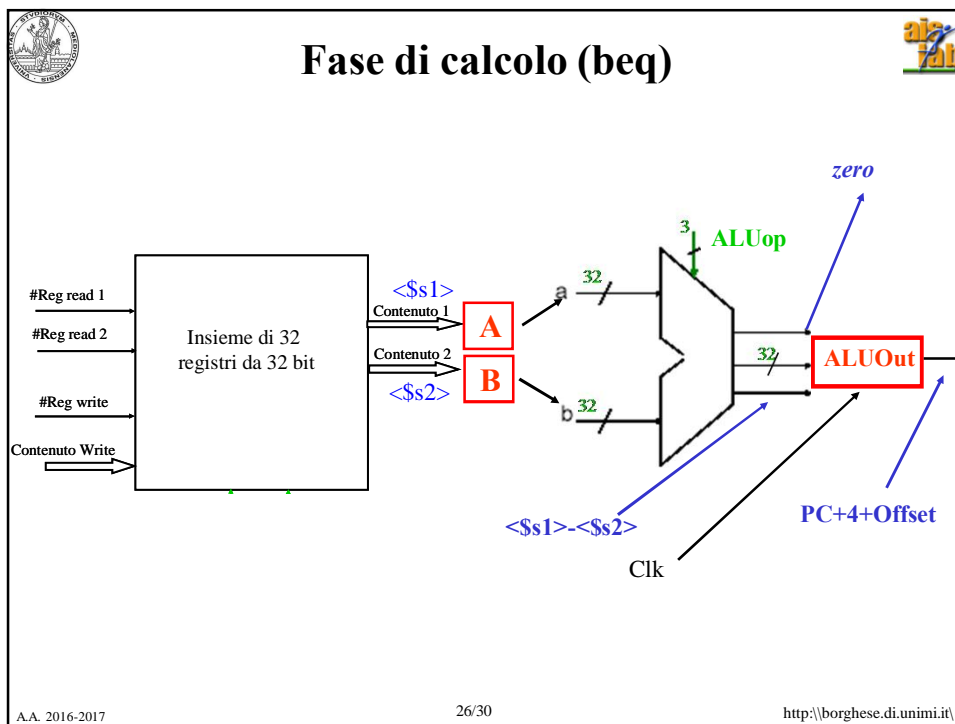 Fase di calcolo (beq)
zero
3
ALUop
<$s1>
32
a
#Reg read 1
Contenuto 1
A
#Reg read 2
Insieme di 32
registri da 32 bit
Contenuto 2
B
32
ALUOut
<$s2>
#Reg write
b
32
Contenuto Write
<$s1>-<$s2>
PC+4+Offset
Clk
A.A. 2016-2017
26/30
http:\\borghese.di.unimi.it\